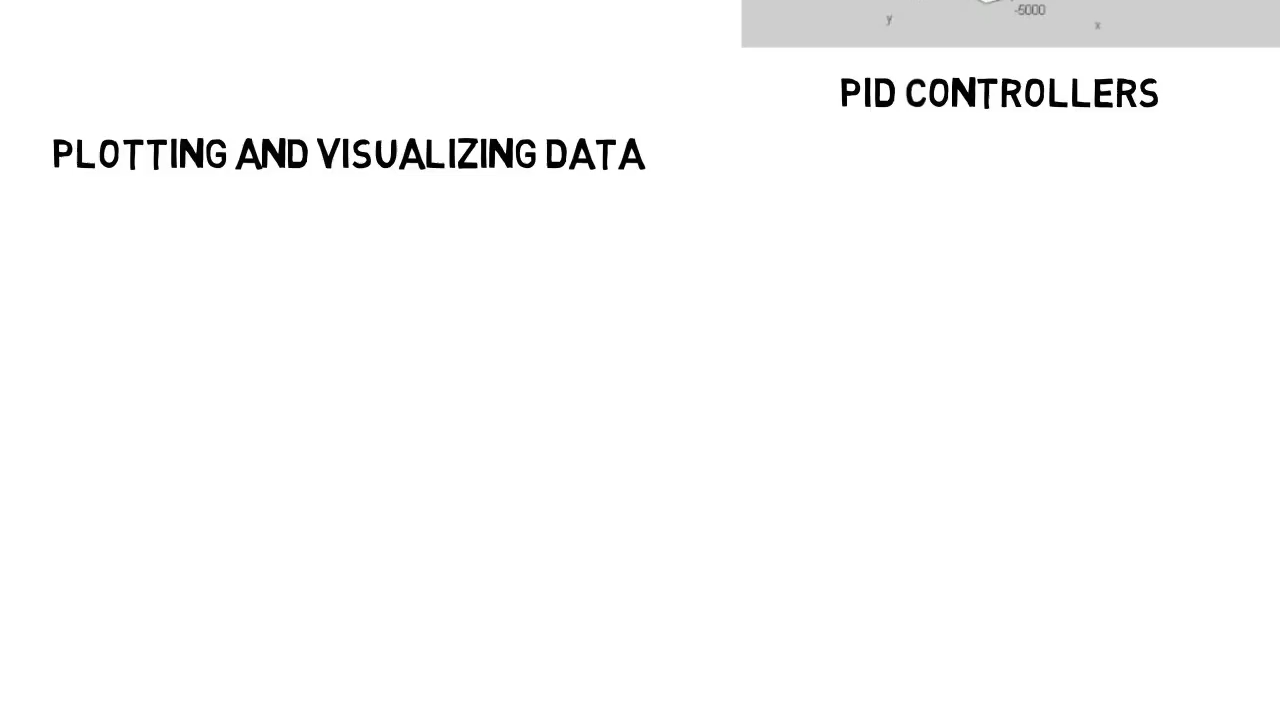 -5000
y
x
PID CONTROLLERS
PLOTTING AND VISUALIZING DATA